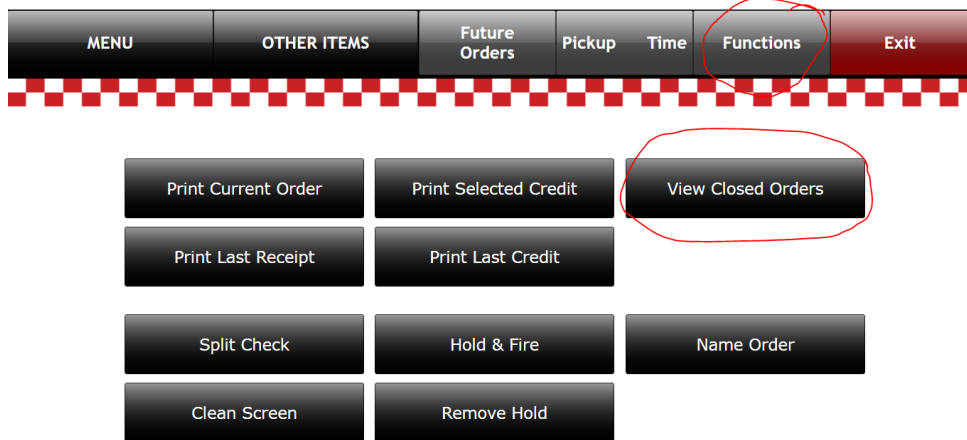 MENU OTHER ITEMS Future Orders Pickup Time Functions Exit
Print Current Order Print Selected Credit View Closed Orders
Print Last Receipt Print Last Credit
Split Check Hold & Fire Name Order
Clean Screen Remove Hold